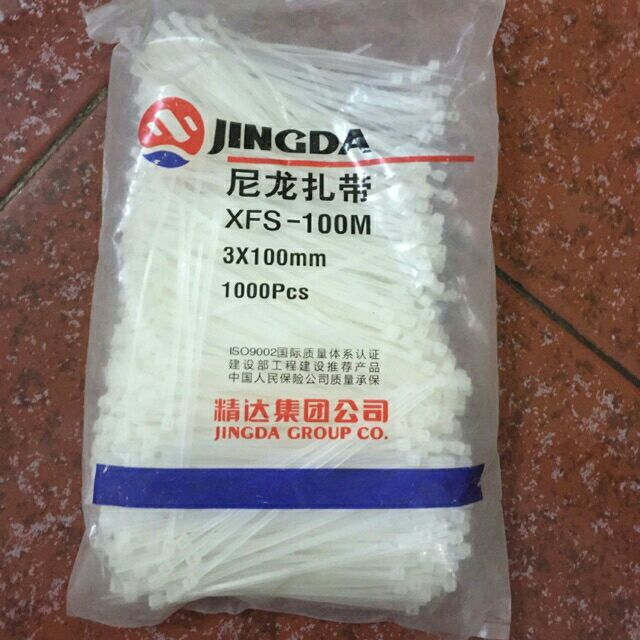 JINGDA
尼龙扎带
XFS-100M
3X100mm
1000Pcs
ISO9002国际质量体系认证
建设部工程建设推荐产品
中国人民保险公司质量承保
精达集团公司
JINGDA GROUP CO.